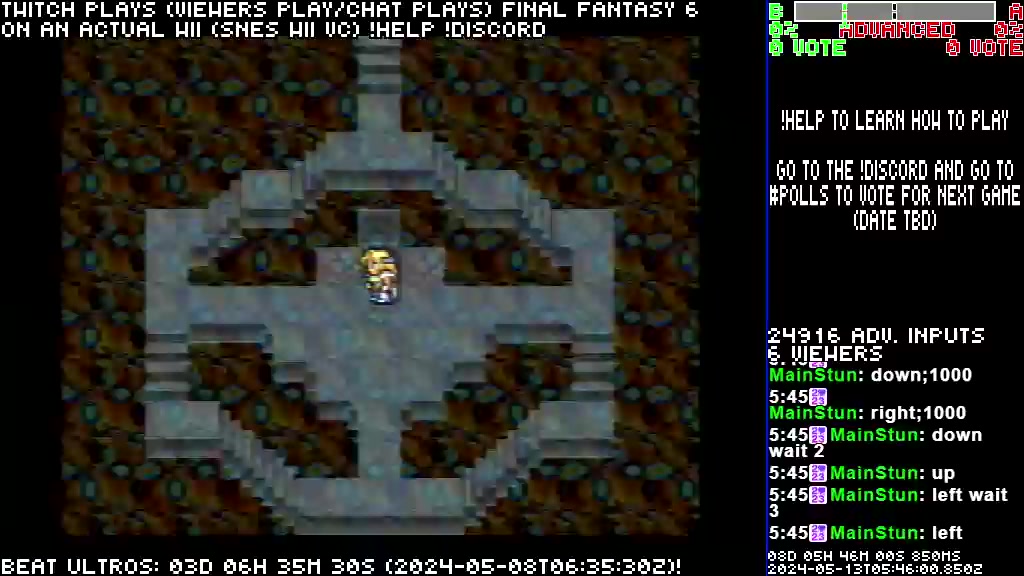 TWITCH PLAYS (VIEWERS PLAY/CHAT PLAYS) FINAL FANTASY 6
ON AN ACTUAL WII (SNES WII VC) !HELP !DISCORD
B A
0% ADVANCED 0%
0 VOTE 0 VOTE
!HELP TO LEARN HOW TO PLAY
GO TO THE !DISCORD AND GO TO
#POLLS TO VOTE FOR NEXT GAME
(DATE TBD)
24916 ADV. INPUTS
6 VIEWERS
MainStun: down;1000
5:45
MainStun: right;1000
5:45 MainStun: down
wait 2
5:45 MainStun: up
5:45 MainStun: left wait
3
5:45 MainStun: left
08D 05H 46M 00S 850MS
2024-05-13T05:46:00.850Z
BEAT ULTROS: 03D 06H 35M 30S (2024-05-08T06:35:30Z)!